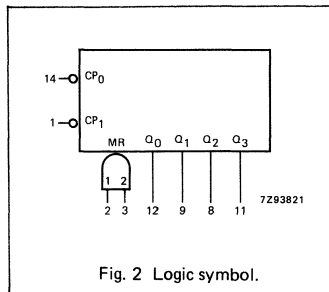 14 CP0
1 CP1
MR Q0 Q1 Q2 Q3
1 2
2 3 12 9 8 11
7Z93821
Fig. 2 Logic symbol.